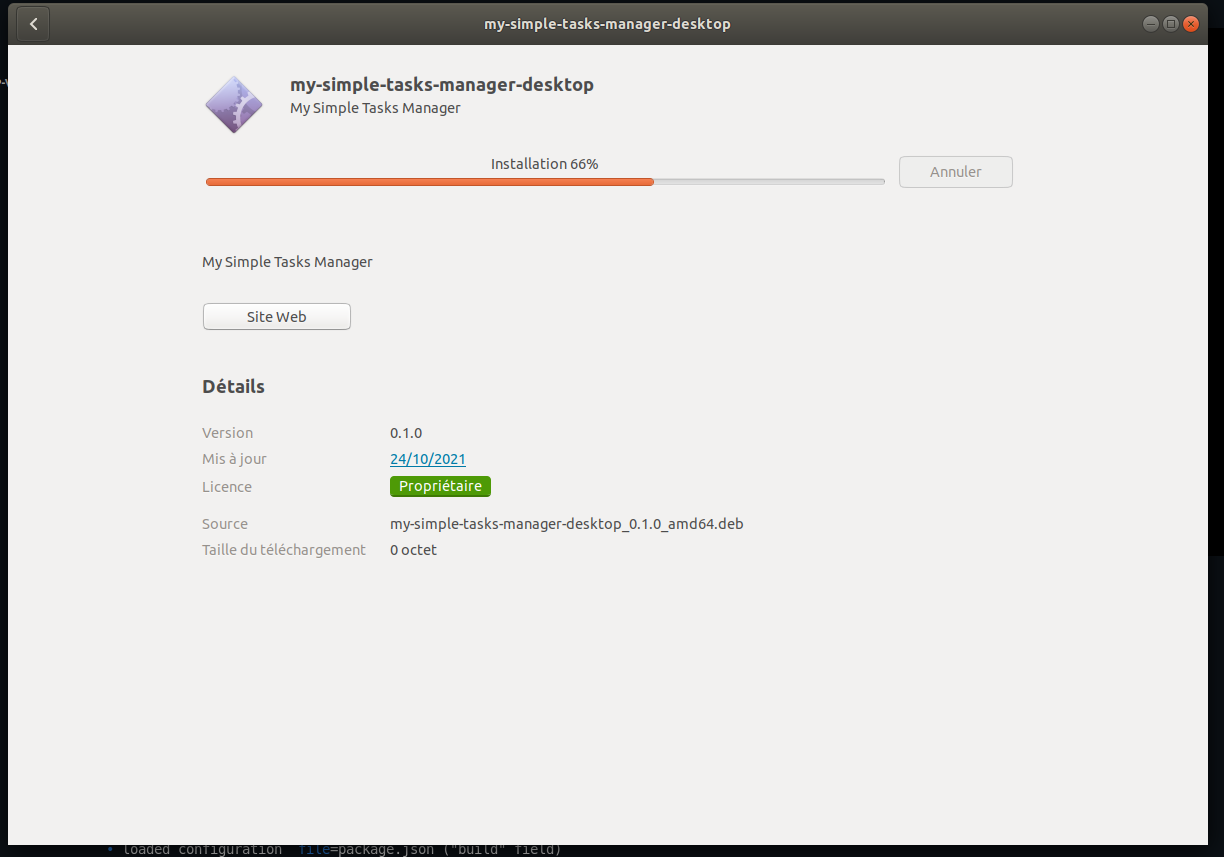 my-simple-tasks-manager-desktop
my-simple-tasks-manager-desktop
My Simple Tasks Manager
Installation 66%
Annuler
My Simple Tasks Manager
Site Web
Détails
Version 0.1.0
Mis à jour 24/10/2021
Licence Propriétaire
Source my-simple-tasks-manager-desktop_0.1.0_amd64.deb
Taille du téléchargement 0 octet
• loaded configuration file=package.json ("build" field)